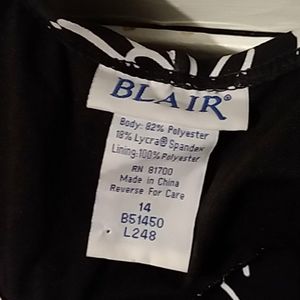 BLAIR®
Body: 82% Polyester
18% Lycra® Spandex
Lining: 100% Polyester
RN 81700
Made in China
Reverse For Care
14
B51450
L248